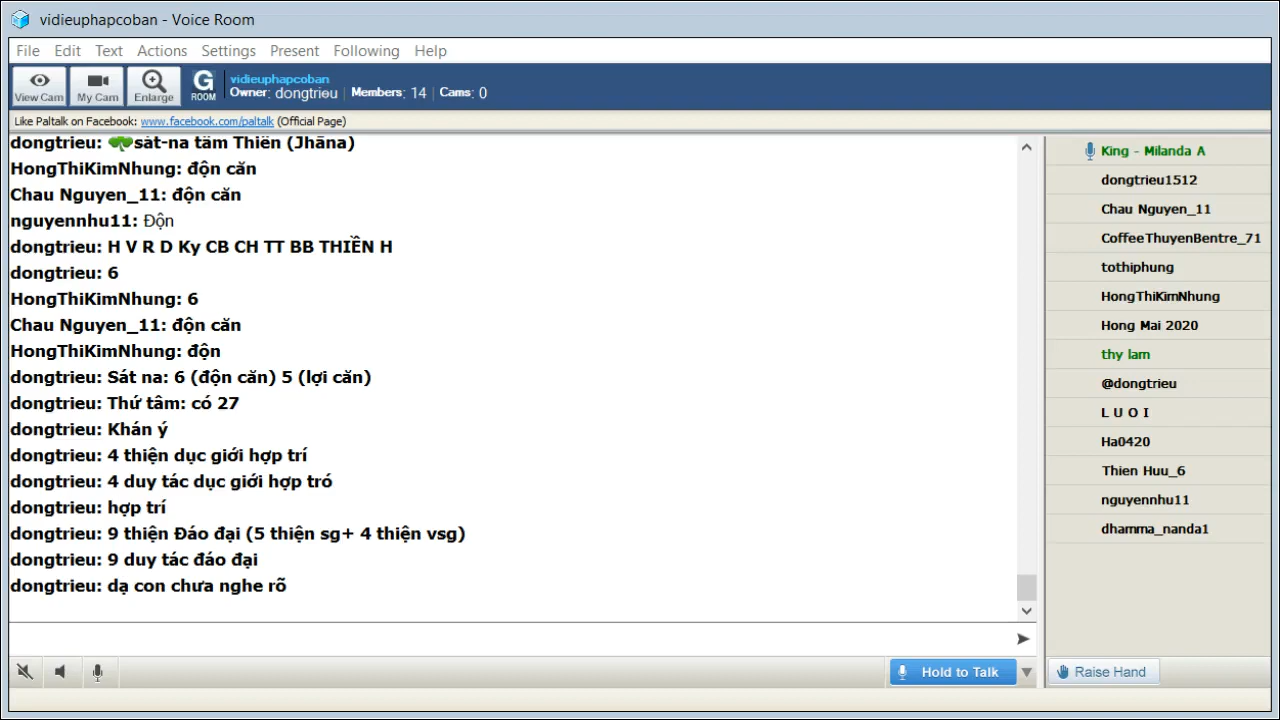 vidieuphapcoban - Voice Room
File Edit Text Actions Settings Present Following Help
View Cam My Cam Enlarge G ROOM
vidieuphapcoban
Owner: dongtrieu | Members: 14 | Cams: 0
Like Paltalk on Facebook: www.facebook.com/paltalk (Official Page)
dongtrieu: sát-na tâm Thiền (Jhāna)
HongThiKimNhung: độn căn
Chau Nguyen_11: độn căn
nguyennhu11: Độn
dongtrieu: H V R D Ky CB CH TT BB THIỀN H
dongtrieu: 6
HongThiKimNhung: 6
Chau Nguyen_11: độn căn
HongThiKimNhung: độn
dongtrieu: Sát na: 6 (độn căn) 5 (lợi căn)
dongtrieu: Thứ tâm: có 27
dongtrieu: Khán ý
dongtrieu: 4 thiện dục giới hợp trí
dongtrieu: 4 duy tác dục giới hợp tró
dongtrieu: hợp trí
dongtrieu: 9 thiện Đáo đại (5 thiện sg+ 4 thiện vsg)
dongtrieu: 9 duy tác đáo đại
dongtrieu: dạ con chưa nghe rõ
King - Milanda A
dongtrieu1512
Chau Nguyen_11
CoffeeThuyenBentre_71
tothiphung
HongThiKimNhung
Hong Mai 2020
thy lam
@dongtrieu
L U O I
Ha0420
Thien Huu_6
nguyennhu11
dhamma_nanda1
Hold to Talk
Raise Hand